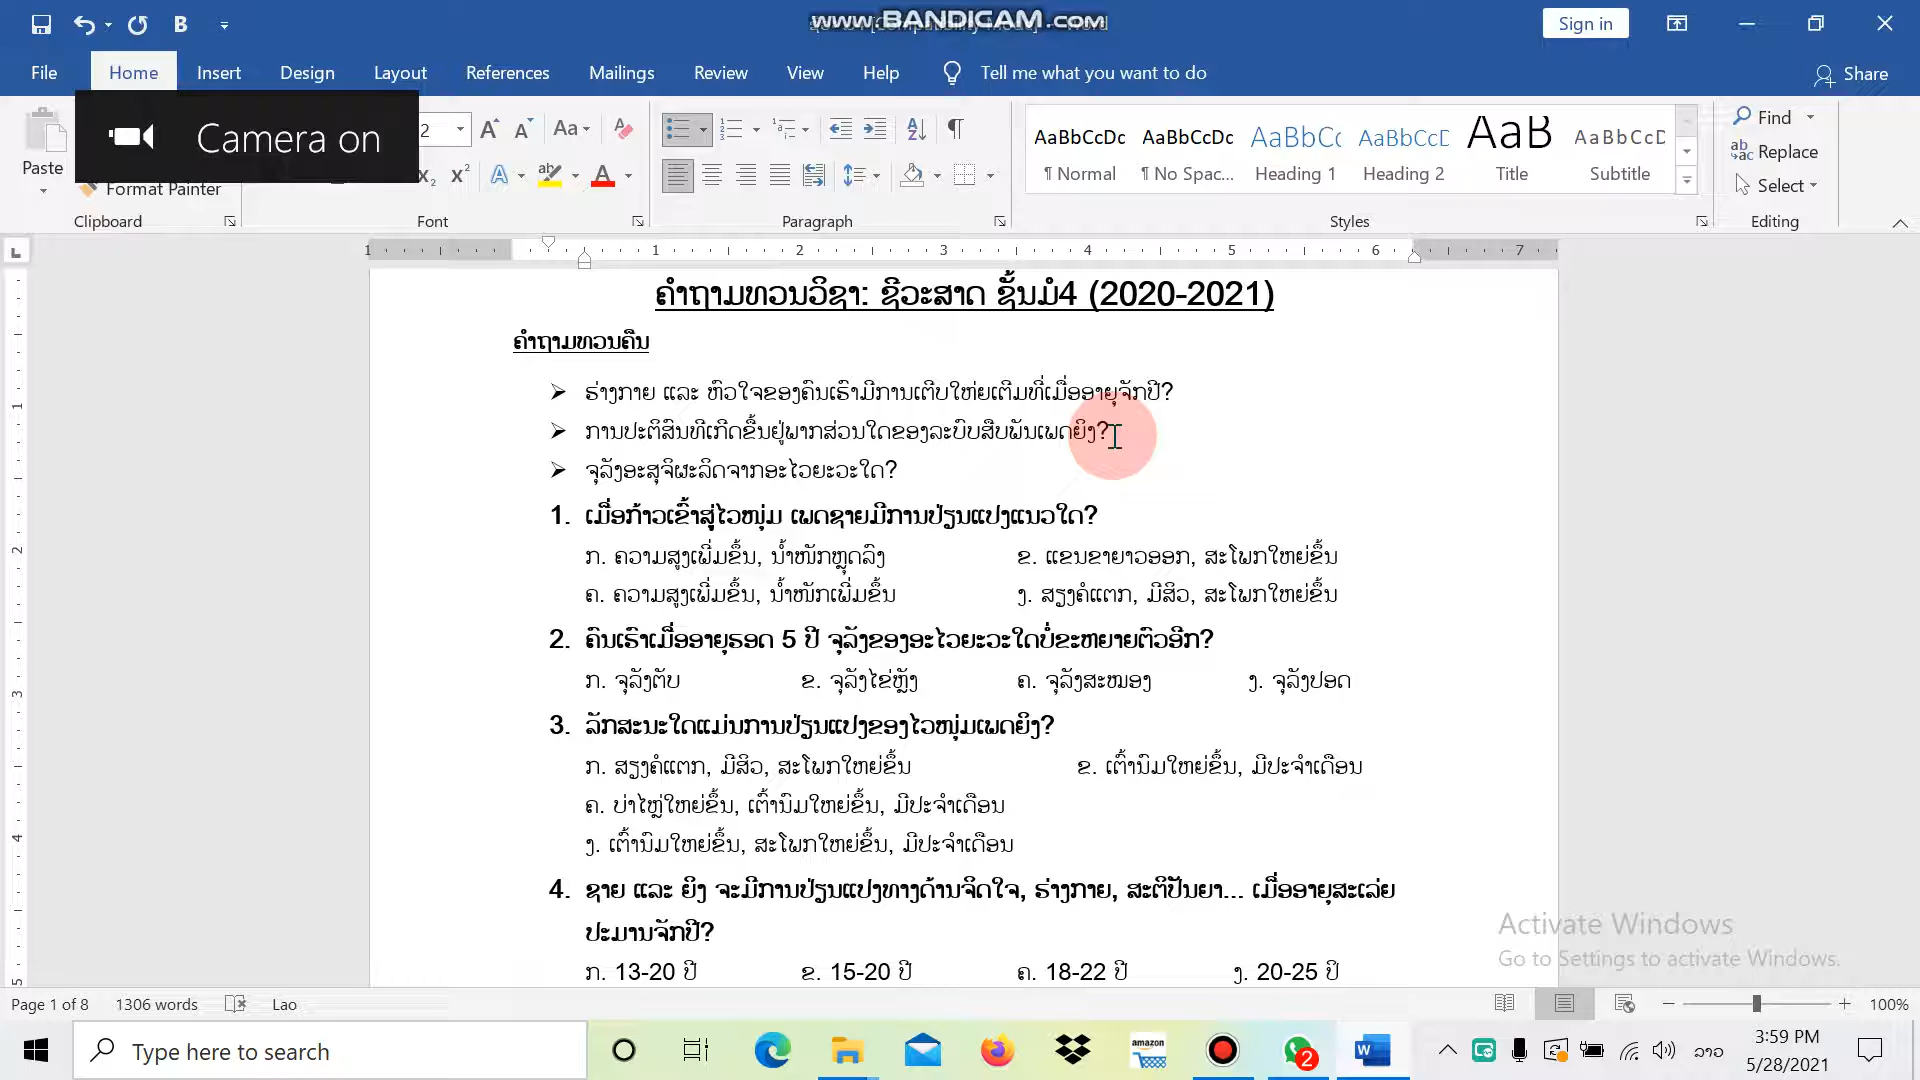 WWW.BANDICAM.COM
Sign in
File Home Insert Design Layout References Mailings Review View Help Tell me what you want to do Share
Camera on
Paste Format Painter
AaBbCcDc AaBbCcDc AaBbCc AaBbCcD AaB AaBbCcD
¶ Normal ¶ No Spac... Heading 1 Heading 2 Title Subtitle
Find
Replace
Select
Clipboard Font Paragraph Styles Editing
ຄຳຖາມທວນວິຊາ: ຊີວະສາດ ຊັ້ນມໍ4 (2020-2021)
ຄຳຖາມທວນຄືນ
➢ ຮ່າງກາຍ ແລະ ຫົວໃຈຂອງຄົນເຮົາມີການເຕີບໃຫ່ຍເຕີມທີ່ເມື່ອອາຍຸຈັກປີ?
➢ ການປະຕິສົນທີເກີດຂື້ນຢູ່ພາກສ່ວນໃດຂອງລະບົບສືບພັນເພດຍິງ?
➢ ຈຸລັງອະສຸຈິຜະລິດຈາກອະໄວຍະວະໃດ?
1. ເມື່ອກ້າວເຂົ້າສູ່ໄວໜຸ່ມ ເພດຊາຍມີການປ່ຽນແປງແນວໃດ?
ກ. ຄວາມສູງເພີ່ມຂຶ້ນ, ນ້ຳໜັກຫຼຸດລົງ ຂ. ແຂນຂາຍາວອອກ, ສະໂພກໃຫຍ່ຂຶ້ນ
ຄ. ຄວາມສູງເພີ່ມຂຶ້ນ, ນ້ຳໜັກເພີ່ມຂຶ້ນ ງ. ສຽງຄໍແຕກ, ມີສິວ, ສະໂພກໃຫຍ່ຂຶ້ນ
2. ຄົນເຮົາເມື່ອອາຍຸຮອດ 5 ປີ ຈຸລັງຂອງອະໄວຍະວະໃດບໍ່ຂະຫຍາຍຕົວອີກ?
ກ. ຈຸລັງຕັບ ຂ. ຈຸລັງໄຂ່ຫຼັງ ຄ. ຈຸລັງສະໝອງ ງ. ຈຸລັງປອດ
3. ລັກສະນະໃດແມ່ນການປ່ຽນແປງຂອງໄວໜຸ່ມເພດຍິງ?
ກ. ສຽງຄໍແຕກ, ມີສິວ, ສະໂພກໃຫຍ່ຂຶ້ນ ຂ. ເຕົ້ານົມໃຫຍ່ຂຶ້ນ, ມີປະຈຳເດືອນ
ຄ. ບ່າໄຫຼ່ໃຫຍ່ຂຶ້ນ, ເຕົ້ານົມໃຫຍ່ຂຶ້ນ, ມີປະຈຳເດືອນ
ງ. ເຕົ້ານົມໃຫຍ່ຂຶ້ນ, ສະໂພກໃຫຍ່ຂຶ້ນ, ມີປະຈຳເດືອນ
4. ຊາຍ ແລະ ຍິງ ຈະມີການປ່ຽນແປງທາງດ້ານຈິດໃຈ, ຮ່າງກາຍ, ສະຕິປັນຍາ... ເມື່ອອາຍຸສະເລ່ຍ
ປະມານຈັກປີ?
ກ. 13-20 ປີ ຂ. 15-20 ປີ ຄ. 18-22 ປີ ງ. 20-25 ປິ
Activate Windows
Go to Settings to activate Windows.
Page 1 of 8 1306 words Lao 100%
Type here to search
amazon
2
ລາວ
3:59 PM
5/28/2021